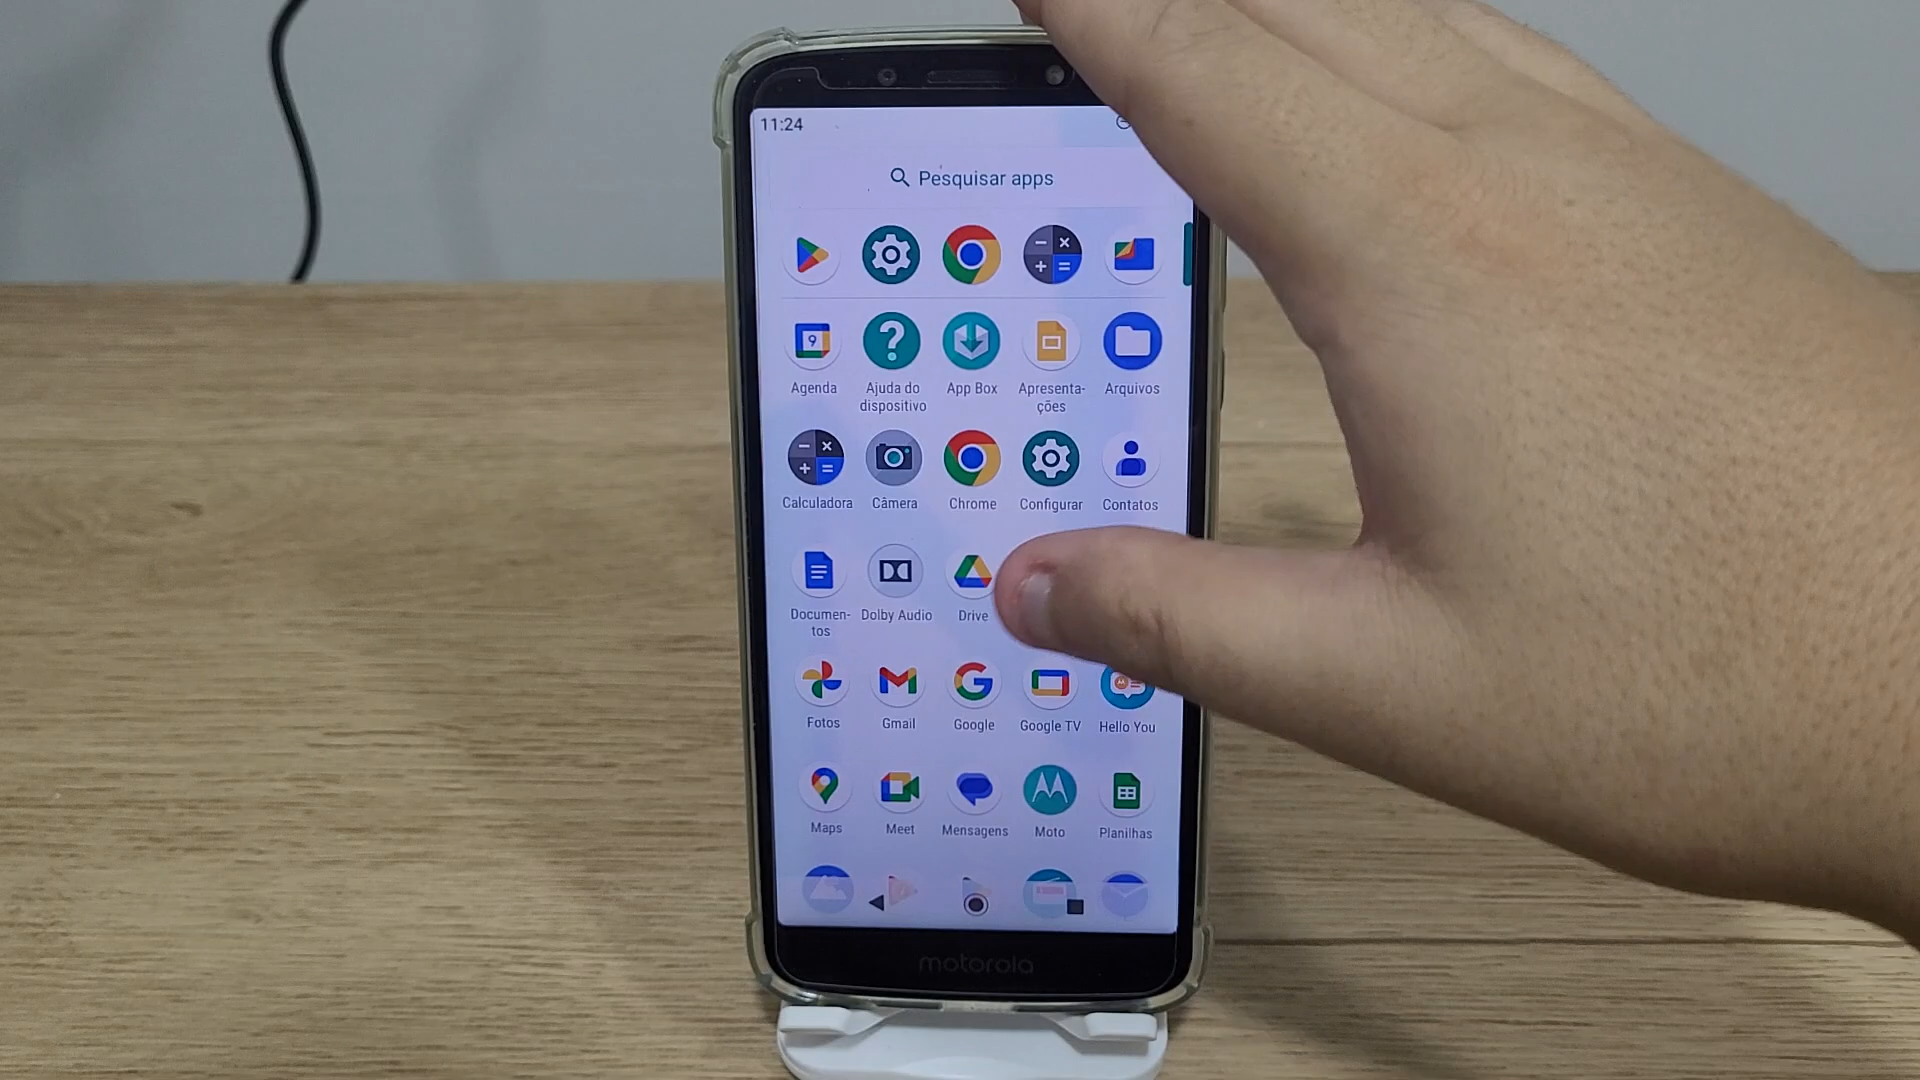 11:24
Pesquisar apps
9
Agenda
Ajuda do
dispositivo
App Box
Apresenta-
ções
Arquivos
Calculadora
Câmera
Chrome
Configurar
Contatos
Documen-
tos
Dolby Audio
Drive
Fotos
Gmail
Google
Google TV
Hello You
Maps
Meet
Mensagens
Moto
Planilhas
motorola